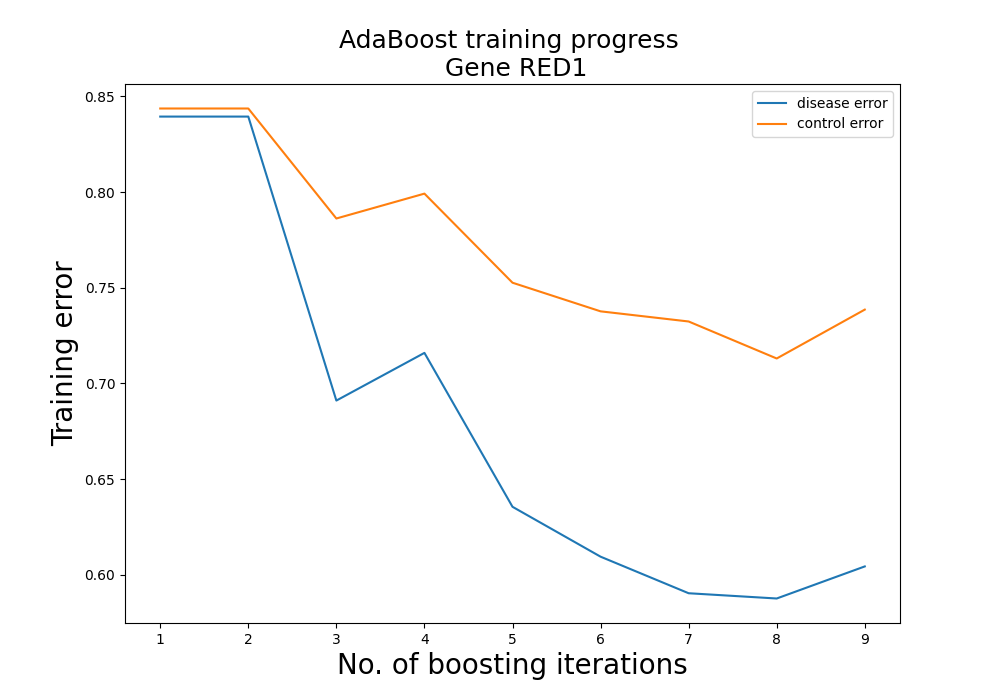 AdaBoost training progress
Gene RED1
disease error
control error
Training error
0.85
0.80
0.75
0.70
0.65
0.60
1 2 3 4 5 6 7 8 9
No. of boosting iterations